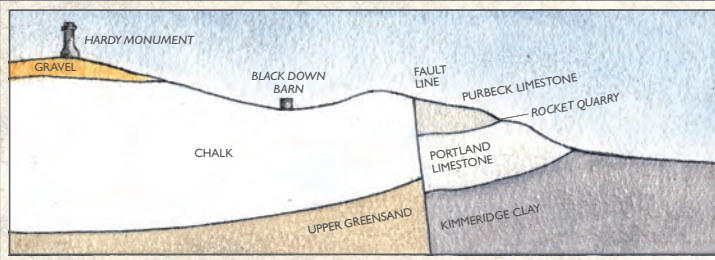 HARDY MONUMENT
GRAVEL
BLACK DOWN
BARN
FAULT
LINE
PURBECK LIMESTONE
ROCKET QUARRY
CHALK
PORTLAND
LIMESTONE
UPPER GREENSAND
KIMMERIDGE CLAY